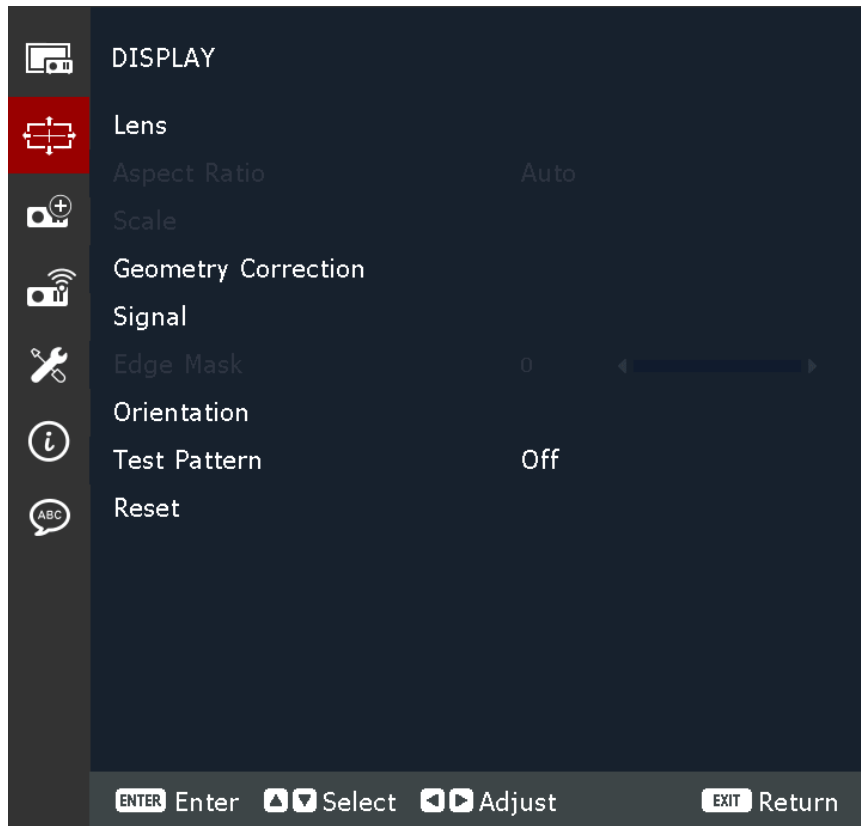 DISPLAY
Lens
Aspect Ratio Auto
Scale
Geometry Correction
Signal
Edge Mask 0
Orientation
Test Pattern Off
Reset
i
ABC
ENTER Enter Select Adjust EXIT Return